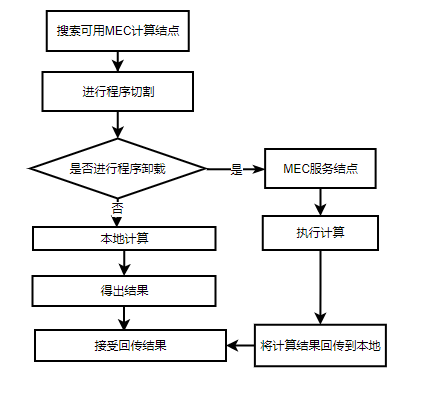 搜索可用MEC计算结点
进行程序切割
是否进行程序卸载
是
MEC服务结点
否
本地计算
执行计算
得出结果
接受回传结果
将计算结果回传到本地